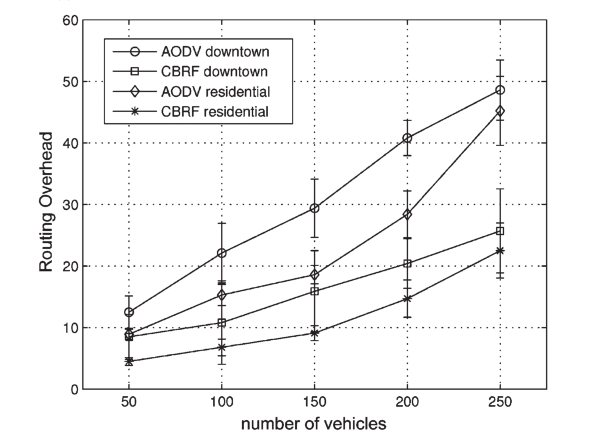 60
50
40
30
20
10
0
Routing Overhead
AODV downtown
CBRF downtown
AODV residential
CBRF residential
50 100 150 200 250
number of vehicles